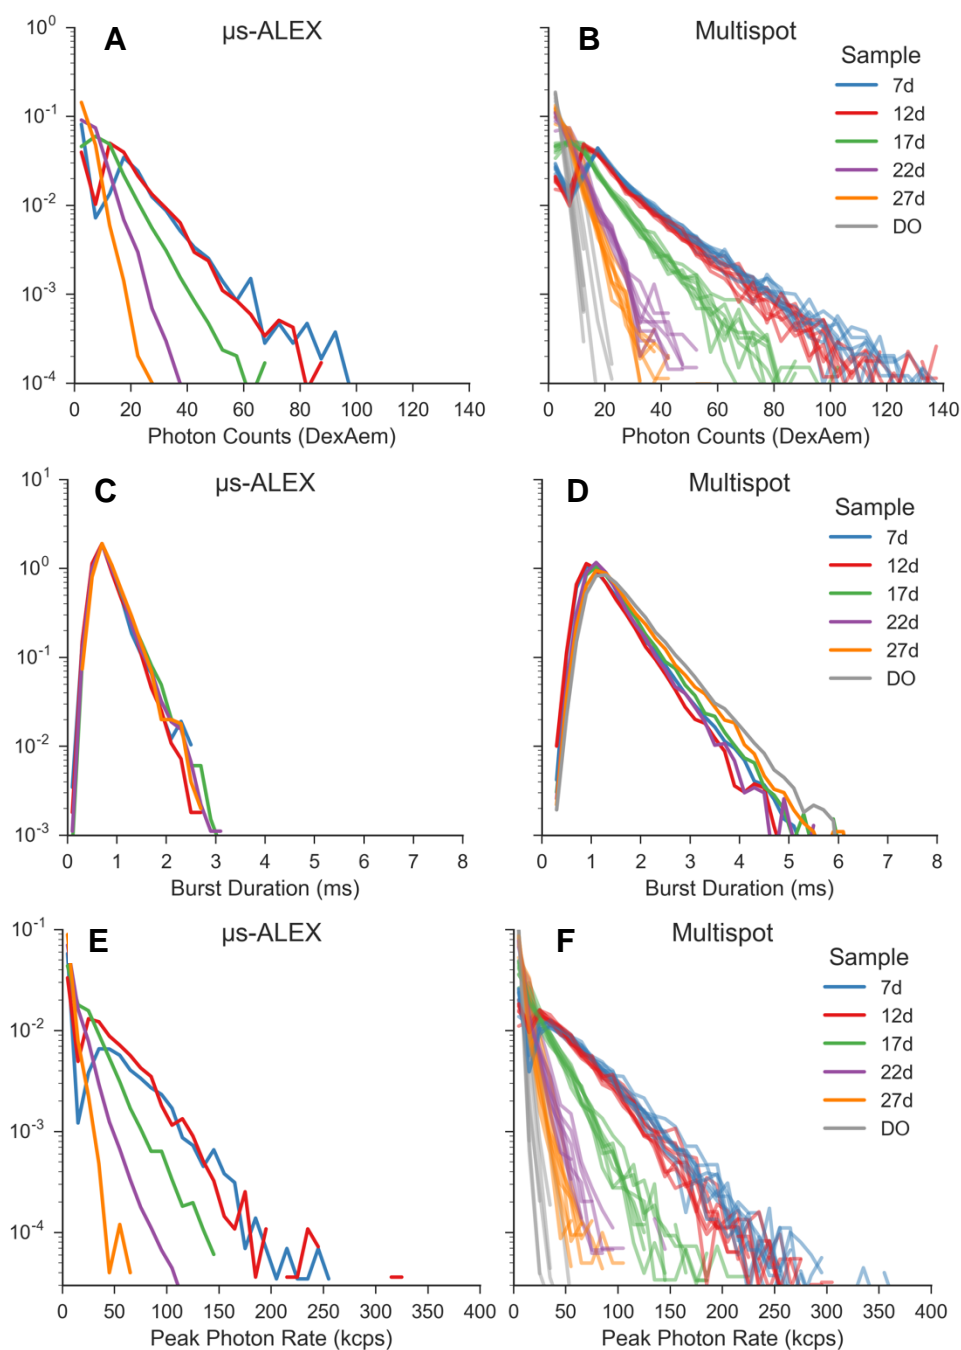 A
µs-ALEX
10⁰
10⁻¹
10⁻²
10⁻³
10⁻⁴
0 20 40 60 80 100 120 140
Photon Counts (DexAem)
B
Multispot
Sample
7d
12d
17d
22d
27d
DO
0 20 40 60 80 100 120 140
Photon Counts (DexAem)
C
µs-ALEX
10¹
10⁰
10⁻¹
10⁻²
10⁻³
0 1 2 3 4 5 6 7 8
Burst Duration (ms)
D
Multispot
Sample
7d
12d
17d
22d
27d
DO
0 1 2 3 4 5 6 7 8
Burst Duration (ms)
E
µs-ALEX
10⁻¹
10⁻²
10⁻³
10⁻⁴
0 50 100 150 200 250 300 350 400
Peak Photon Rate (kcps)
F
Multispot
Sample
7d
12d
17d
22d
27d
DO
0 50 100 150 200 250 300 350 400
Peak Photon Rate (kcps)